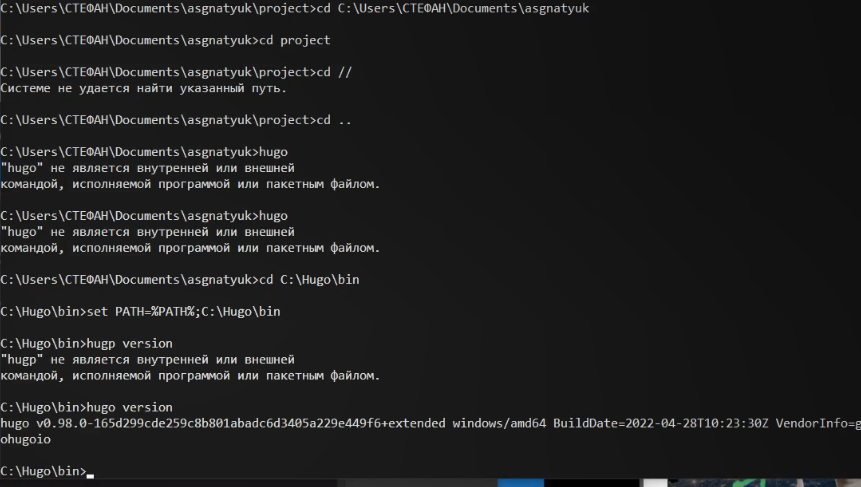 C:\Users\СТЕФАН\Documents\asgnatyuk\project>cd C:\Users\СТЕФАН\Documents\asgnatyuk
C:\Users\СТЕФАН\Documents\asgnatyuk>cd project
C:\Users\СТЕФАН\Documents\asgnatyuk\project>cd //
Системе не удается найти указанный путь.
C:\Users\СТЕФАН\Documents\asgnatyuk\project>cd ..
C:\Users\СТЕФАН\Documents\asgnatyuk>hugo
"hugo" не является внутренней или внешней
командой, исполняемой программой или пакетным файлом.
C:\Users\СТЕФАН\Documents\asgnatyuk>hugo
"hugo" не является внутренней или внешней
командой, исполняемой программой или пакетным файлом.
C:\Users\СТЕФАН\Documents\asgnatyuk>cd C:\Hugo\bin
C:\Hugo\bin>set PATH=%PATH%;C:\Hugo\bin
C:\Hugo\bin>hugp version
"hugp" не является внутренней или внешней
командой, исполняемой программой или пакетным файлом.
C:\Hugo\bin>hugo version
hugo v0.98.0-165d299cde259c8b801abadc6d3405a229e449f6+extended windows/amd64 BuildDate=2022-04-28T10:23:30Z VendorInfo=g
ohugoio
C:\Hugo\bin>